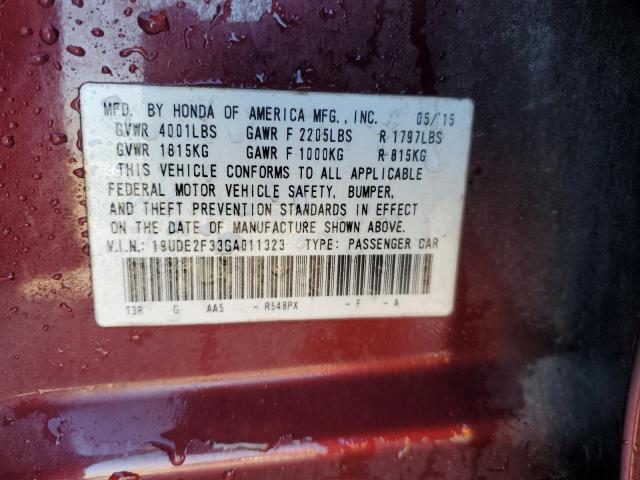 MFD. BY HONDA OF AMERICA MFG., INC. 05/15
GVWR 4001LBS GAWR F 2205LBS R 1797LBS
GVWR 1815KG GAWR F 1000KG R 815KG
THIS VEHICLE CONFORMS TO ALL APPLICABLE
FEDERAL MOTOR VEHICLE SAFETY, BUMPER,
AND THEFT PREVENTION STANDARDS IN EFFECT
ON THE DATE OF MANUFACTURE SHOWN ABOVE.
V.I.N.: 19UDE2F33GA011323 TYPE: PASSENGER CAR
T3R G AA5 - R548PX - F - A